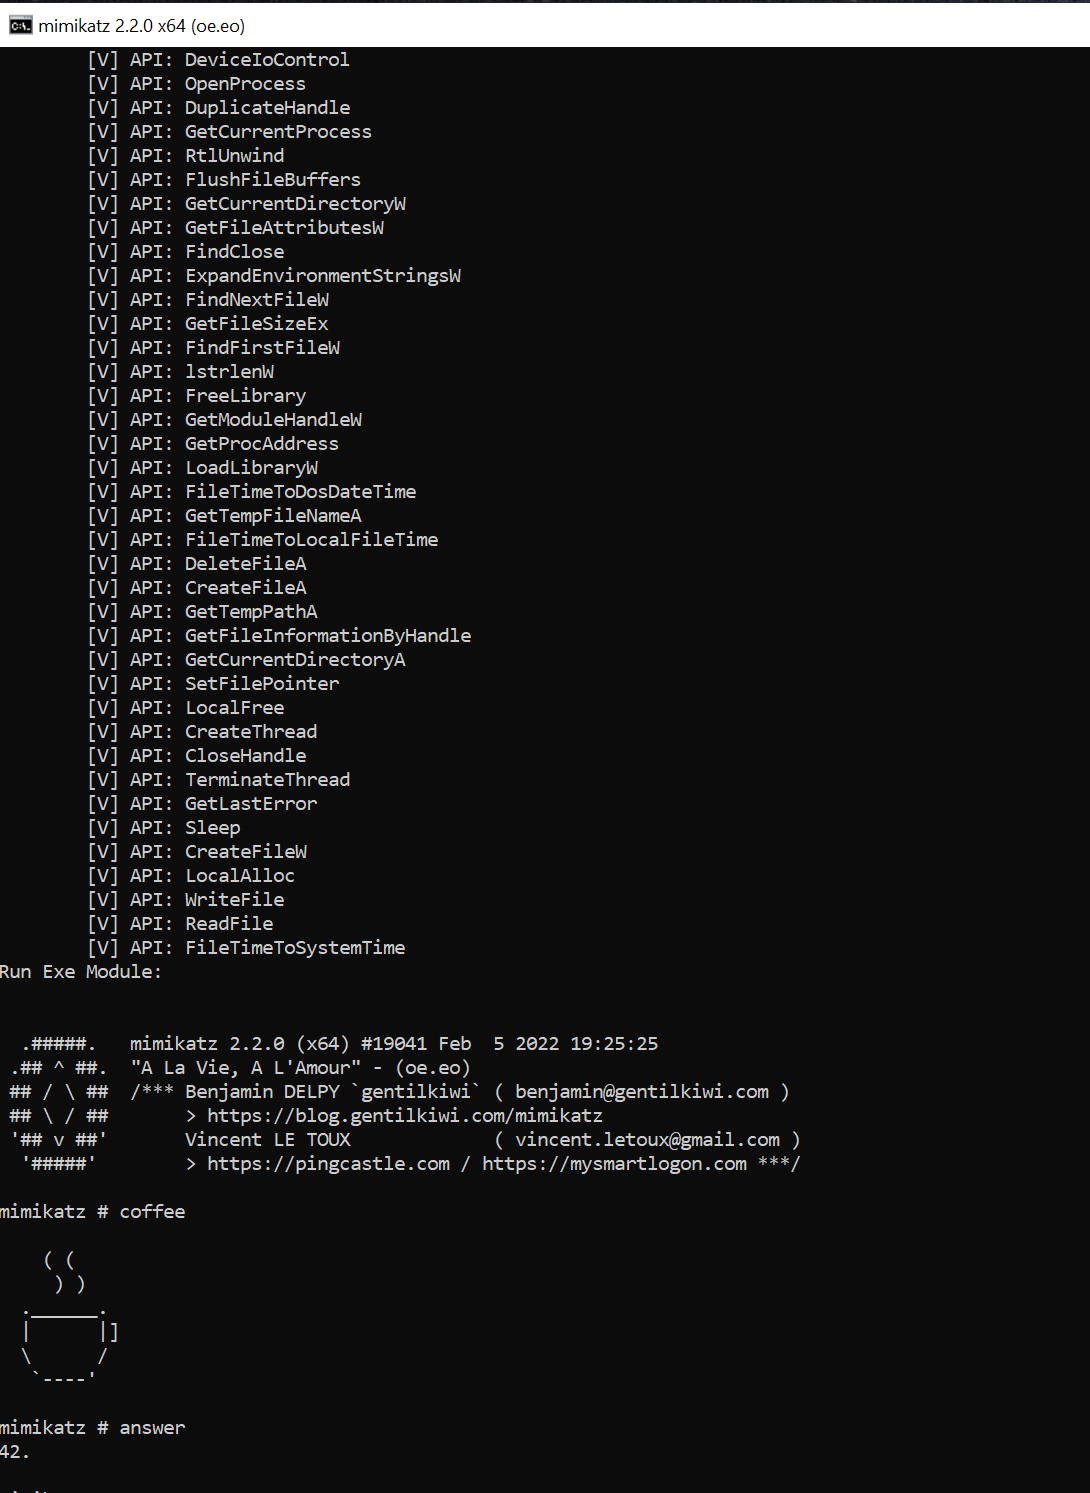 mimikatz 2.2.0 x64 (oe.eo)
[V] API: DeviceIoControl
[V] API: OpenProcess
[V] API: DuplicateHandle
[V] API: GetCurrentProcess
[V] API: RtlUnwind
[V] API: FlushFileBuffers
[V] API: GetCurrentDirectoryW
[V] API: GetFileAttributesW
[V] API: FindClose
[V] API: ExpandEnvironmentStringsW
[V] API: FindNextFileW
[V] API: GetFileSizeEx
[V] API: FindFirstFileW
[V] API: lstrlenW
[V] API: FreeLibrary
[V] API: GetModuleHandleW
[V] API: GetProcAddress
[V] API: LoadLibraryW
[V] API: FileTimeToDosDateTime
[V] API: GetTempFileNameA
[V] API: FileTimeToLocalFileTime
[V] API: DeleteFileA
[V] API: CreateFileA
[V] API: GetTempPathA
[V] API: GetFileInformationByHandle
[V] API: GetCurrentDirectoryA
[V] API: SetFilePointer
[V] API: LocalFree
[V] API: CreateThread
[V] API: CloseHandle
[V] API: TerminateThread
[V] API: GetLastError
[V] API: Sleep
[V] API: CreateFileW
[V] API: LocalAlloc
[V] API: WriteFile
[V] API: ReadFile
[V] API: FileTimeToSystemTime
Run Exe Module:
  .#####.   mimikatz 2.2.0 (x64) #19041 Feb  5 2022 19:25:25
 .## ^ ##.  "A La Vie, A L'Amour" - (oe.eo)
 ## / \ ##  /*** Benjamin DELPY `gentilkiwi` ( benjamin@gentilkiwi.com )
 ## \ / ##       > https://blog.gentilkiwi.com/mimikatz
 '## v ##'       Vincent LE TOUX             ( vincent.letoux@gmail.com )
  '#####'        > https://pingcastle.com / https://mysmartlogon.com ***/
mimikatz # coffee
    ( (
     ) )
  .______.
  |      |]
  \      /
   `----'
mimikatz # answer
42.